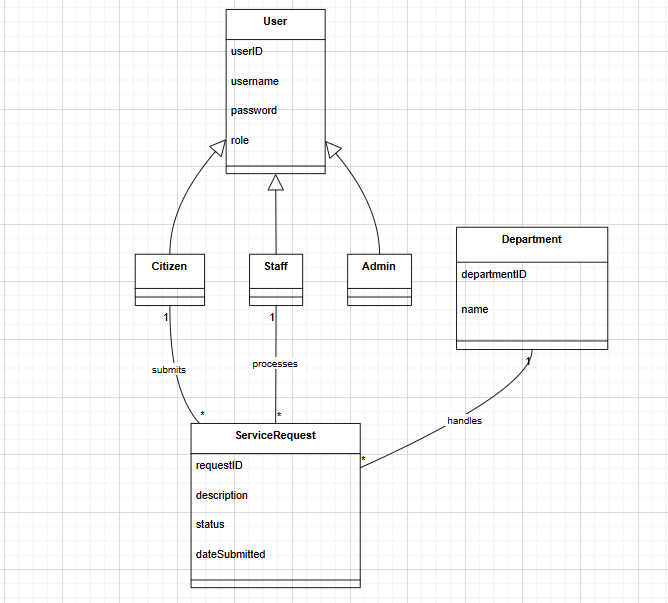 User
userID
username
password
role
Citizen
Staff
Admin
Department
departmentID
name
1
1
1
submits
processes
handles
*
*
*
ServiceRequest
requestID
description
status
dateSubmitted